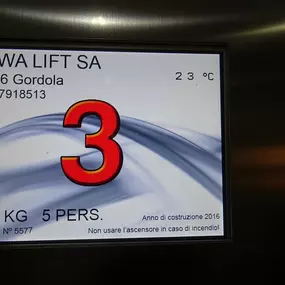 WA LIFT SA
6 Gordola
7918513
23 °C
3
KG 5 PERS.
Anno di costruzione 2016
N° 5577
Non usare l'ascensore in caso di incendio!